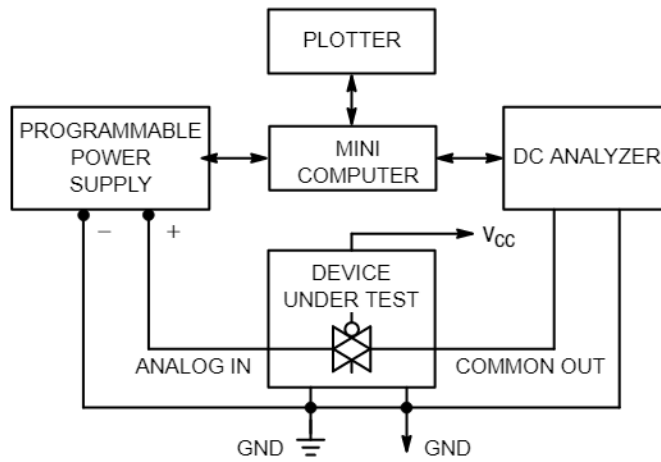 PLOTTER
PROGRAMMABLE
POWER
SUPPLY
MINI
COMPUTER
DC ANALYZER
− +
VCC
DEVICE
UNDER TEST
ANALOG IN
COMMON OUT
GND
GND